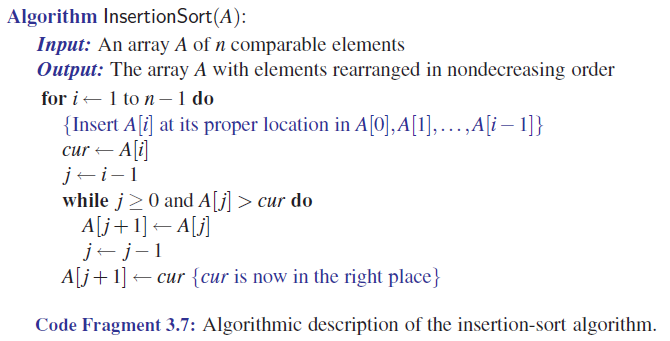 Algorithm InsertionSort(A):
Input: An array A of n comparable elements
Output: The array A with elements rearranged in nondecreasing order
for i ← 1 to n − 1 do
{Insert A[i] at its proper location in A[0],A[1],...,A[i − 1]}
cur ← A[i]
j ← i − 1
while j ≥ 0 and A[j] > cur do
A[j + 1] ← A[j]
j ← j − 1
A[j + 1] ← cur {cur is now in the right place}
Code Fragment 3.7: Algorithmic description of the insertion-sort algorithm.